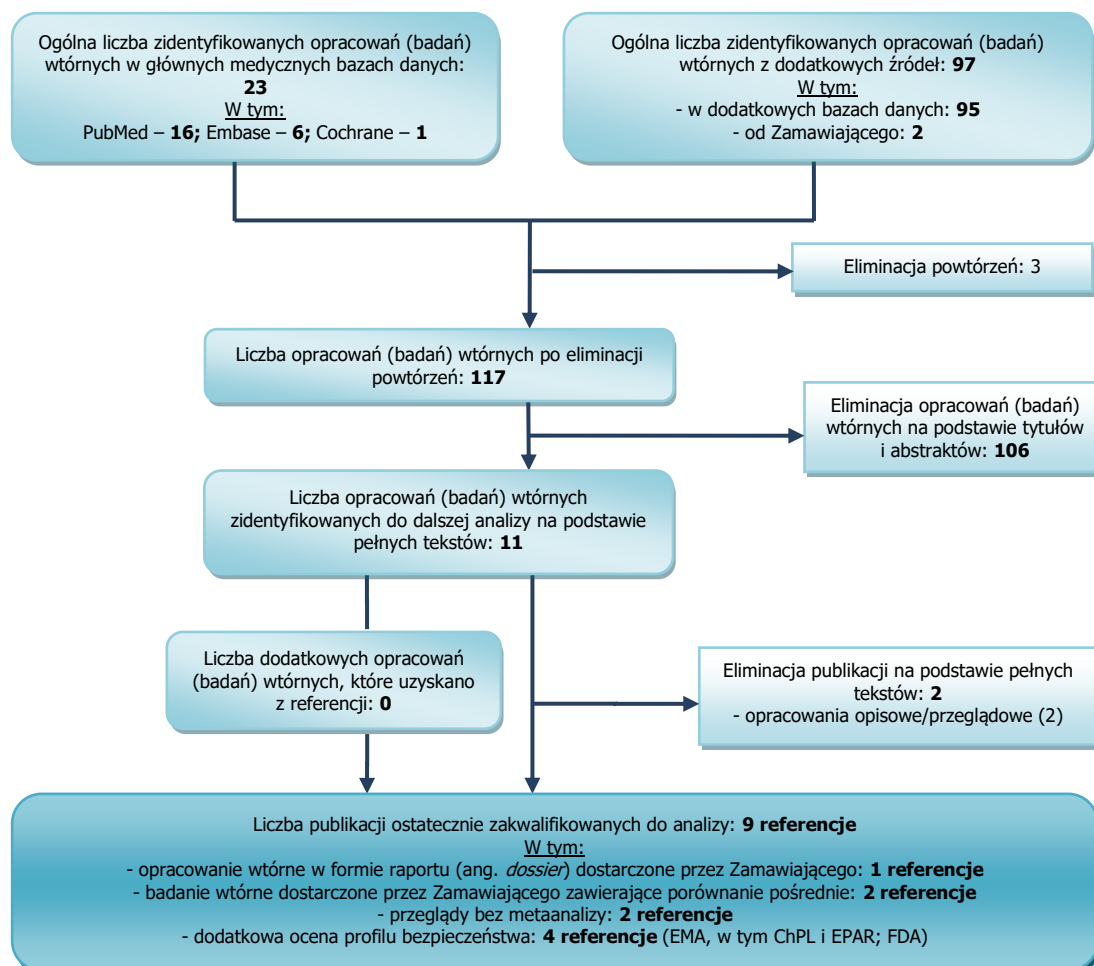 Ogólna liczba zidentyfikowanych opracowań (badań)
wtórnych w głównych medycznych bazach danych:
23
W tym:
PubMed – 16; Embase – 6; Cochrane – 1
Ogólna liczba zidentyfikowanych opracowań (badań)
wtórnych z dodatkowych źródeł: 97
W tym:
- w dodatkowych bazach danych: 95
- od Zamawiającego: 2
Eliminacja powtórzeń: 3
Liczba opracowań (badań) wtórnych po eliminacji
powtórzeń: 117
Eliminacja opracowań (badań)
wtórnych na podstawie tytułów
i abstraktów: 106
Liczba opracowań (badań) wtórnych
zidentyfikowanych do dalszej analizy na podstawie
pełnych tekstów: 11
Liczba dodatkowych opracowań
(badań) wtórnych, które uzyskano
z referencji: 0
Eliminacja publikacji na podstawie pełnych
tekstów: 2
- opracowania opisowe/przeglądowe (2)
Liczba publikacji ostatecznie zakwalifikowanych do analizy: 9 referencje
W tym:
- opracowanie wtórne w formie raportu (ang. dossier) dostarczone przez Zamawiającego: 1 referencje
- badanie wtórne dostarczone przez Zamawiającego zawierające porównanie pośrednie: 2 referencje
- przeglądy bez metaanalizy: 2 referencje
- dodatkowa ocena profilu bezpieczeństwa: 4 referencje (EMA, w tym ChPL i EPAR; FDA)